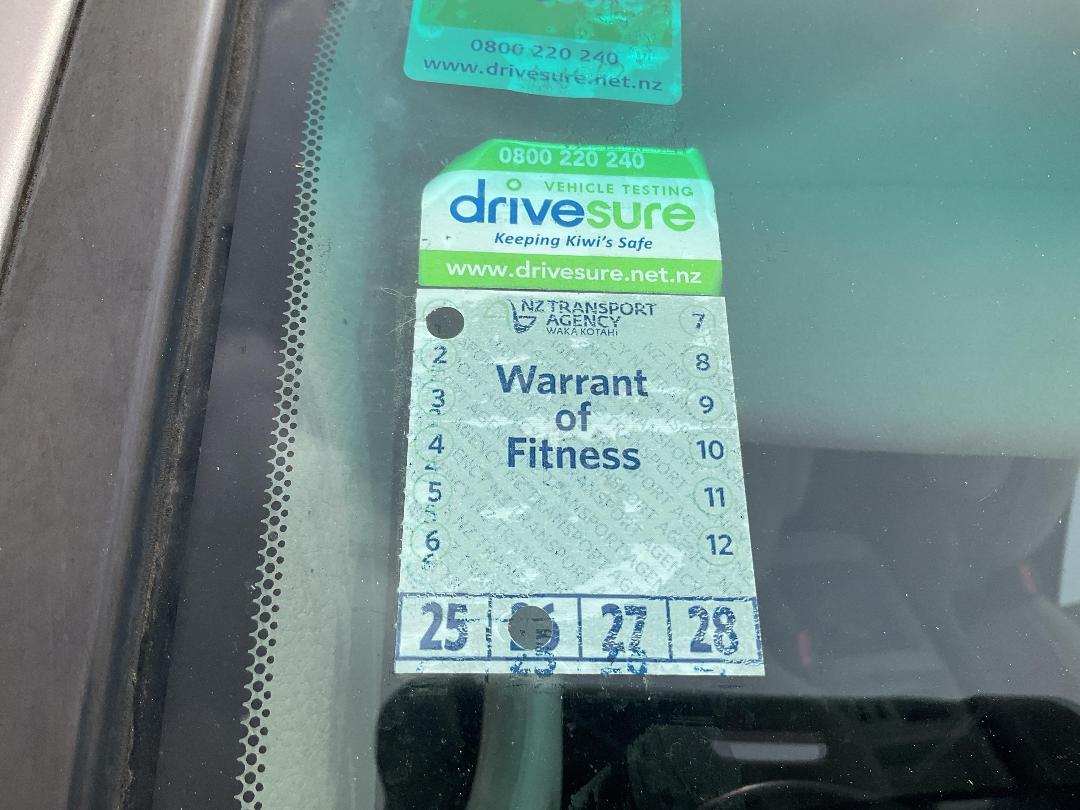 0800 220 240
www.drivesure.net.nz
0800 220 240
VEHICLE TESTING
drivesure
Keeping Kiwi's Safe
www.drivesure.net.nz
NZ TRANSPORT
AGENCY
WAKA KOTAHI
Warrant
of
Fitness
2
3
4
5
6
7
8
9
10
11
12
25 26 27 28